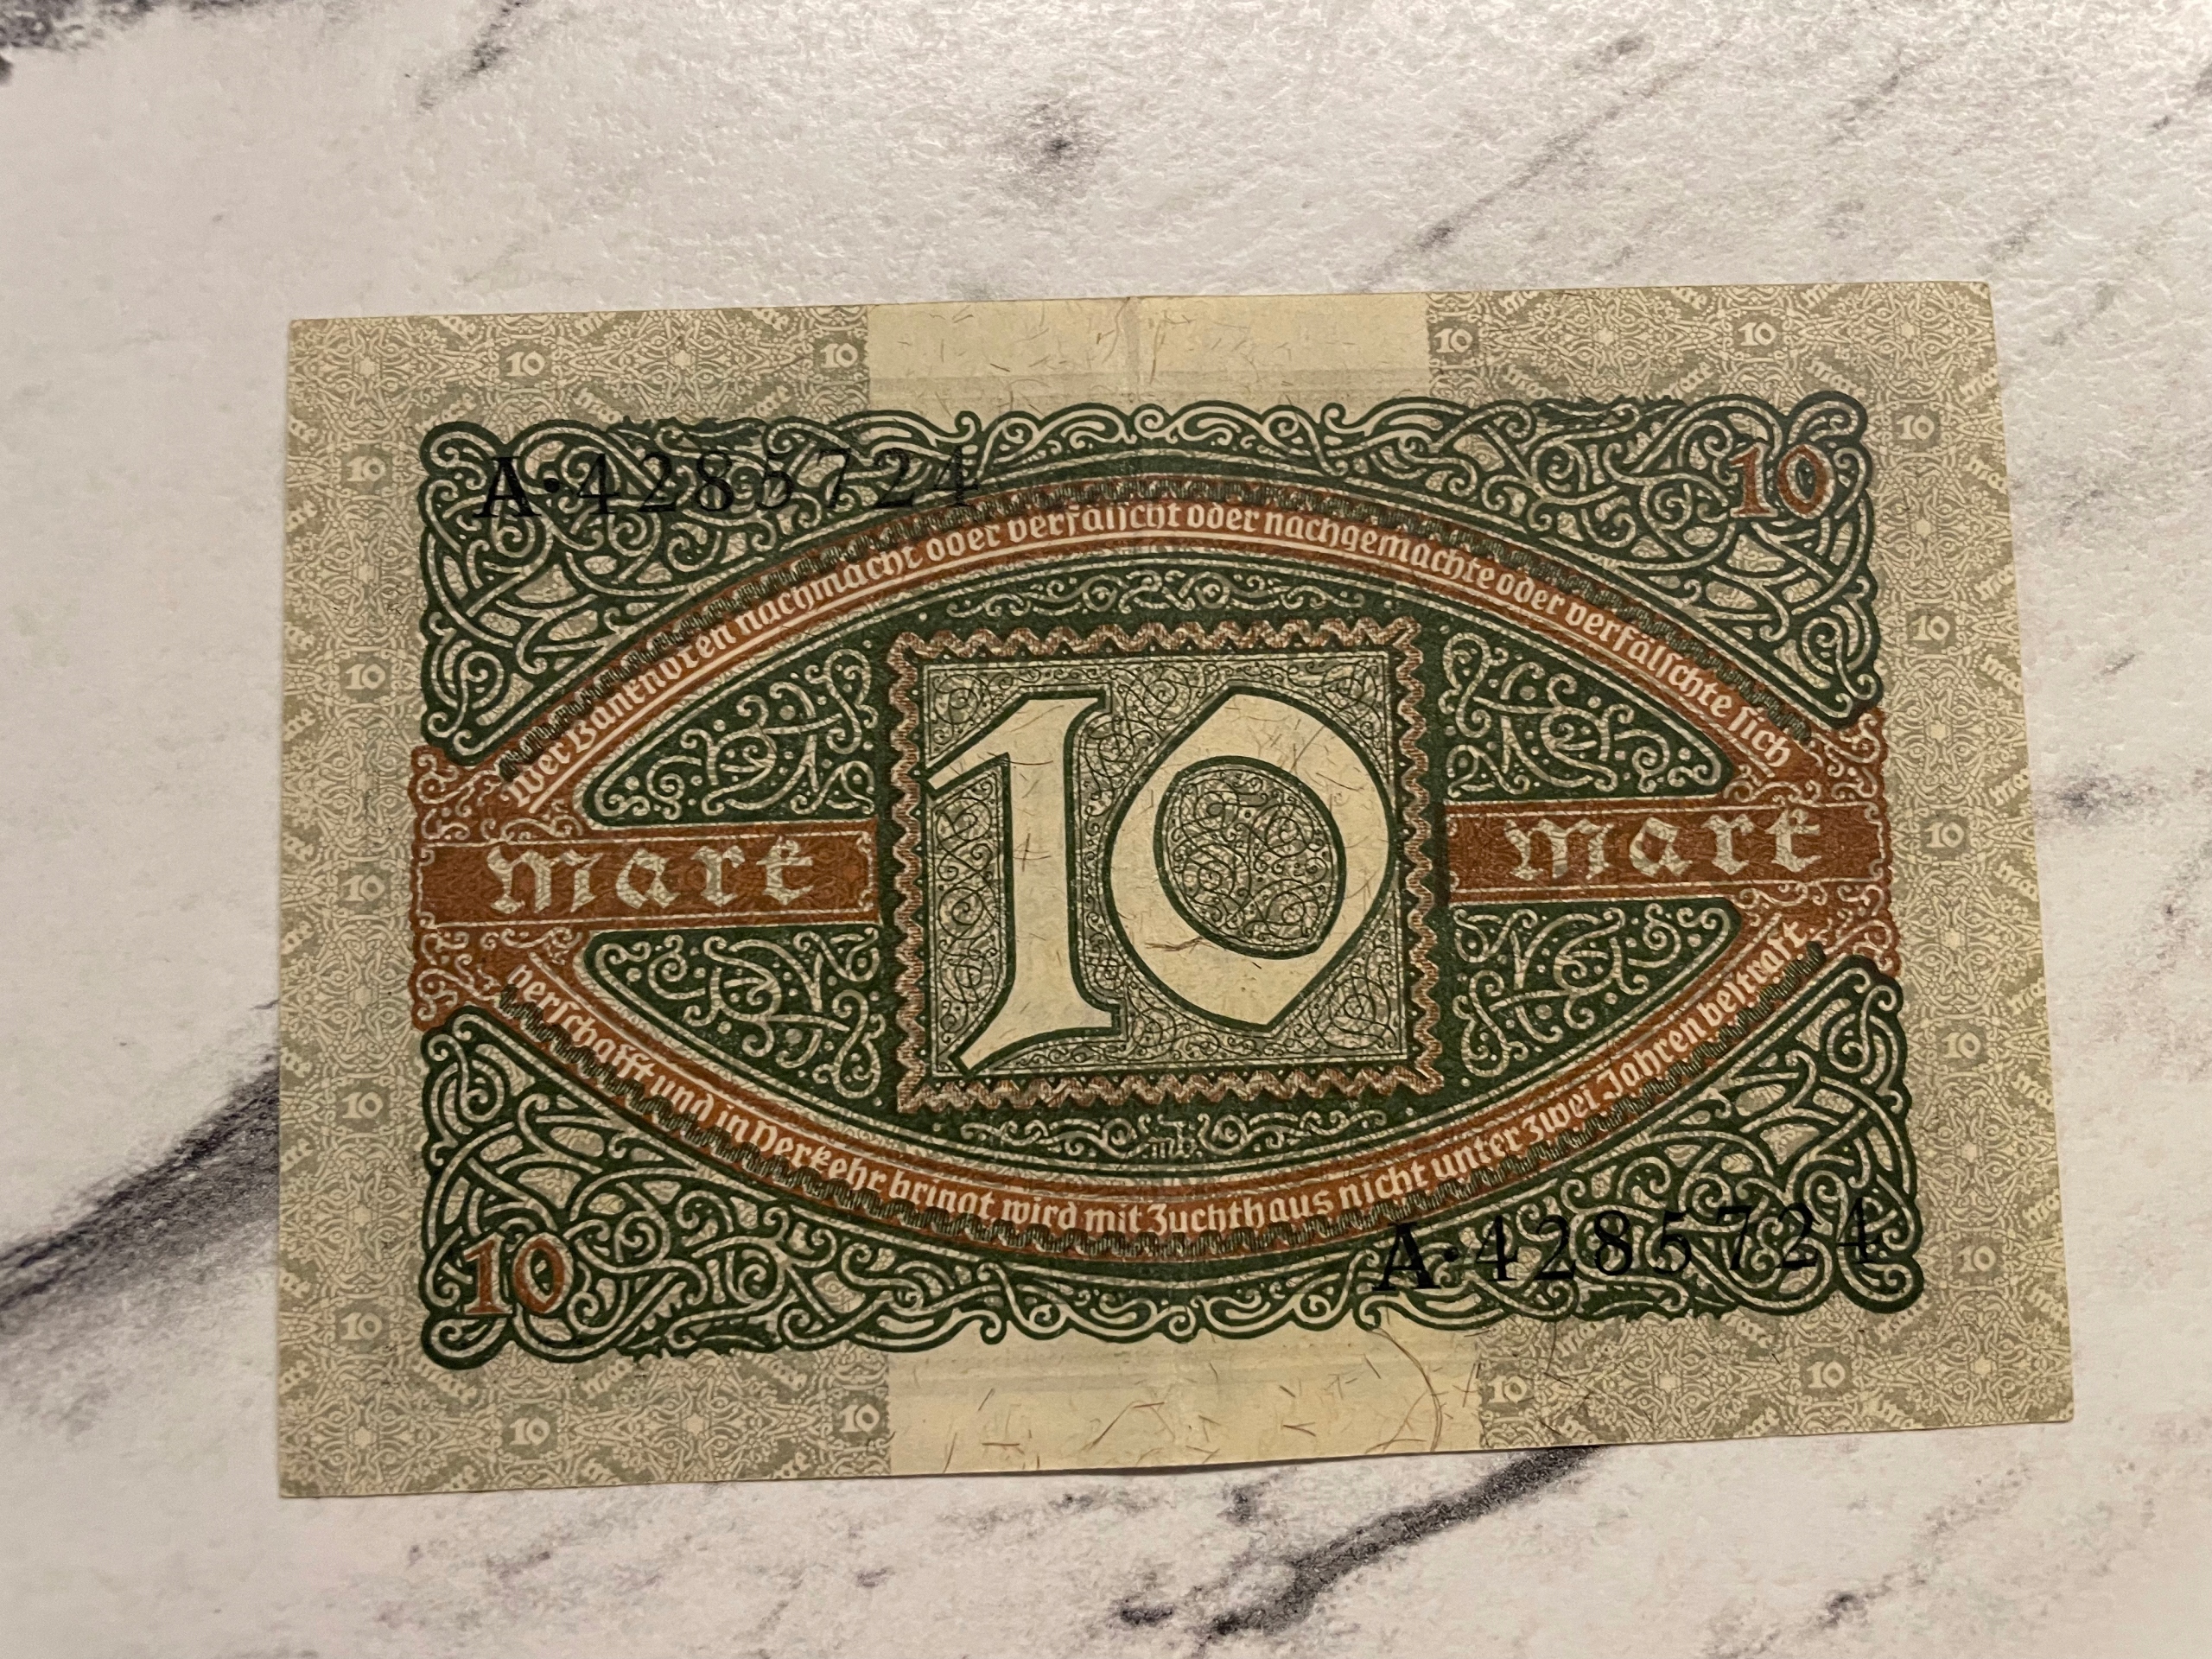 A·4285724
10
Wer Banknoten nachmacht oder verfälscht oder nachgemachte oder verfälschte sich
mark
10
mark
verschafft und in Verkehr bringt wird mit Zuchthaus nicht unter zwei Jahren bestraft.
10
A·4285724